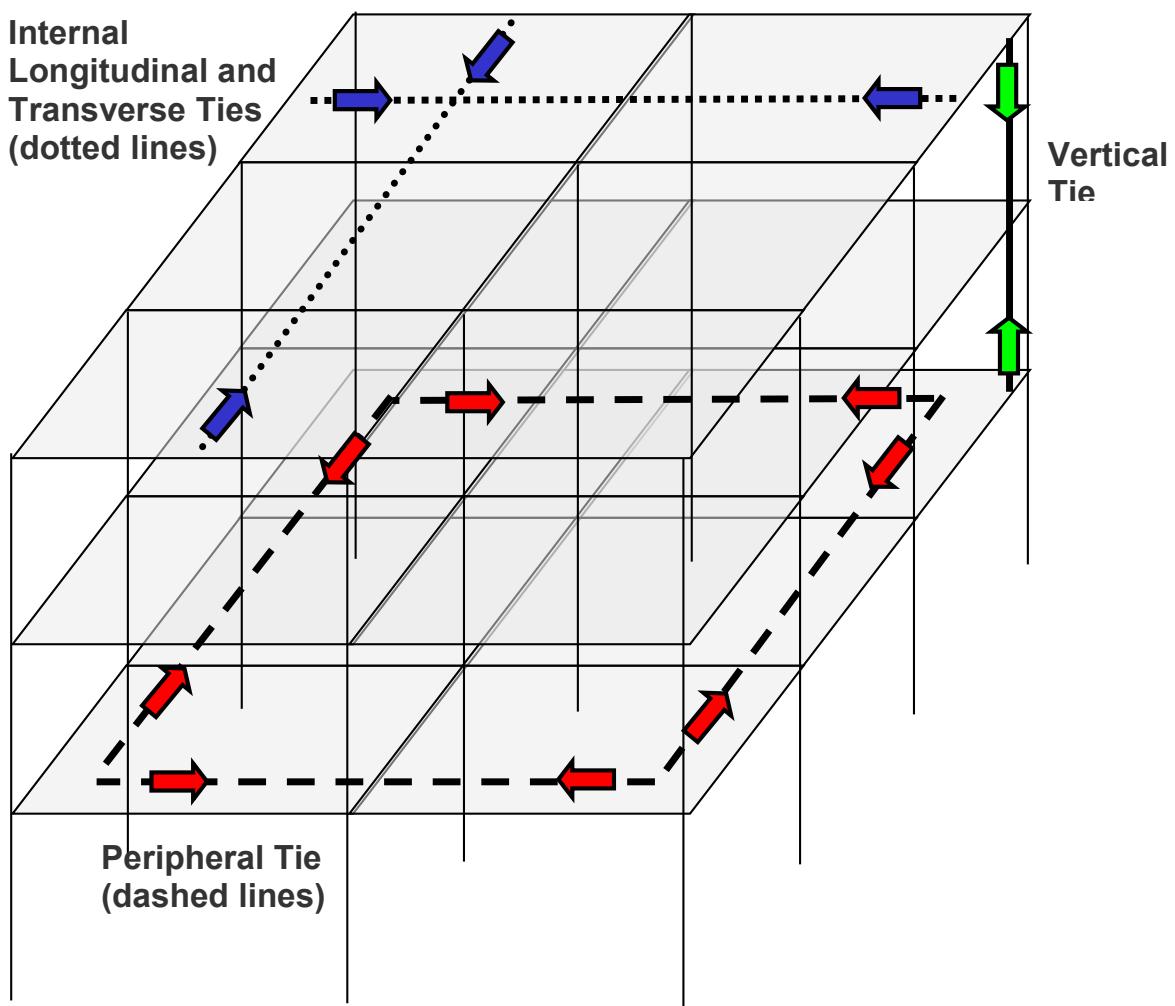 Internal
Longitudinal and
Transverse Ties
(dotted lines)
Vertical
Tie
Peripheral Tie
(dashed lines)